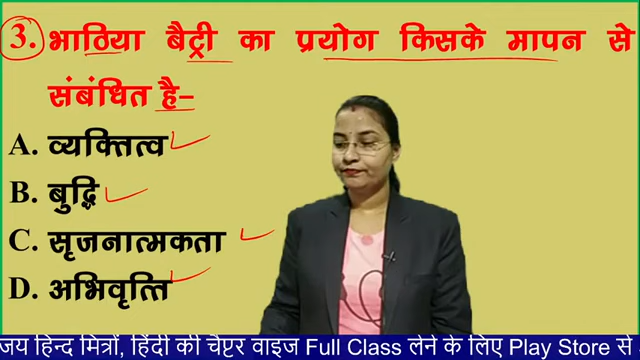 3. भाठिया बैट्री का प्रयोग किसके मापन से
संबंधित है-
A. व्यक्तित्व
B. बुद्धि
C. सृजनात्मकता
D. अभिवृत्ति
जय हिन्द मित्रों, हिंदी की चैप्टर वाइज Full Class लेने के लिए Play Store से